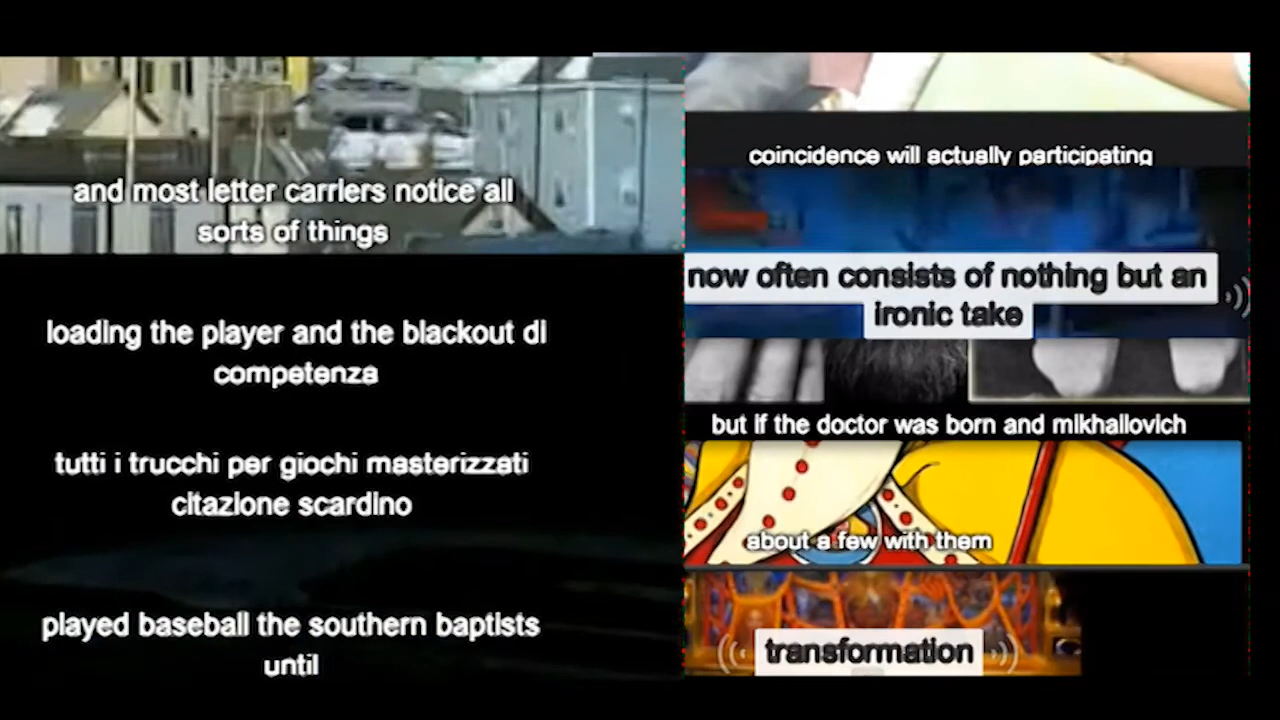 and most letter carriers notice all
sorts of things
loading the player and the blackout di
competenza
tutti i trucchi per giochi masterizzati
citazione scardino
played baseball the southern baptists
until
coincidence will actually participating
now often consists of nothing but an
ironic take
but if the doctor was born and mikhallovich
about a few with them
transformation